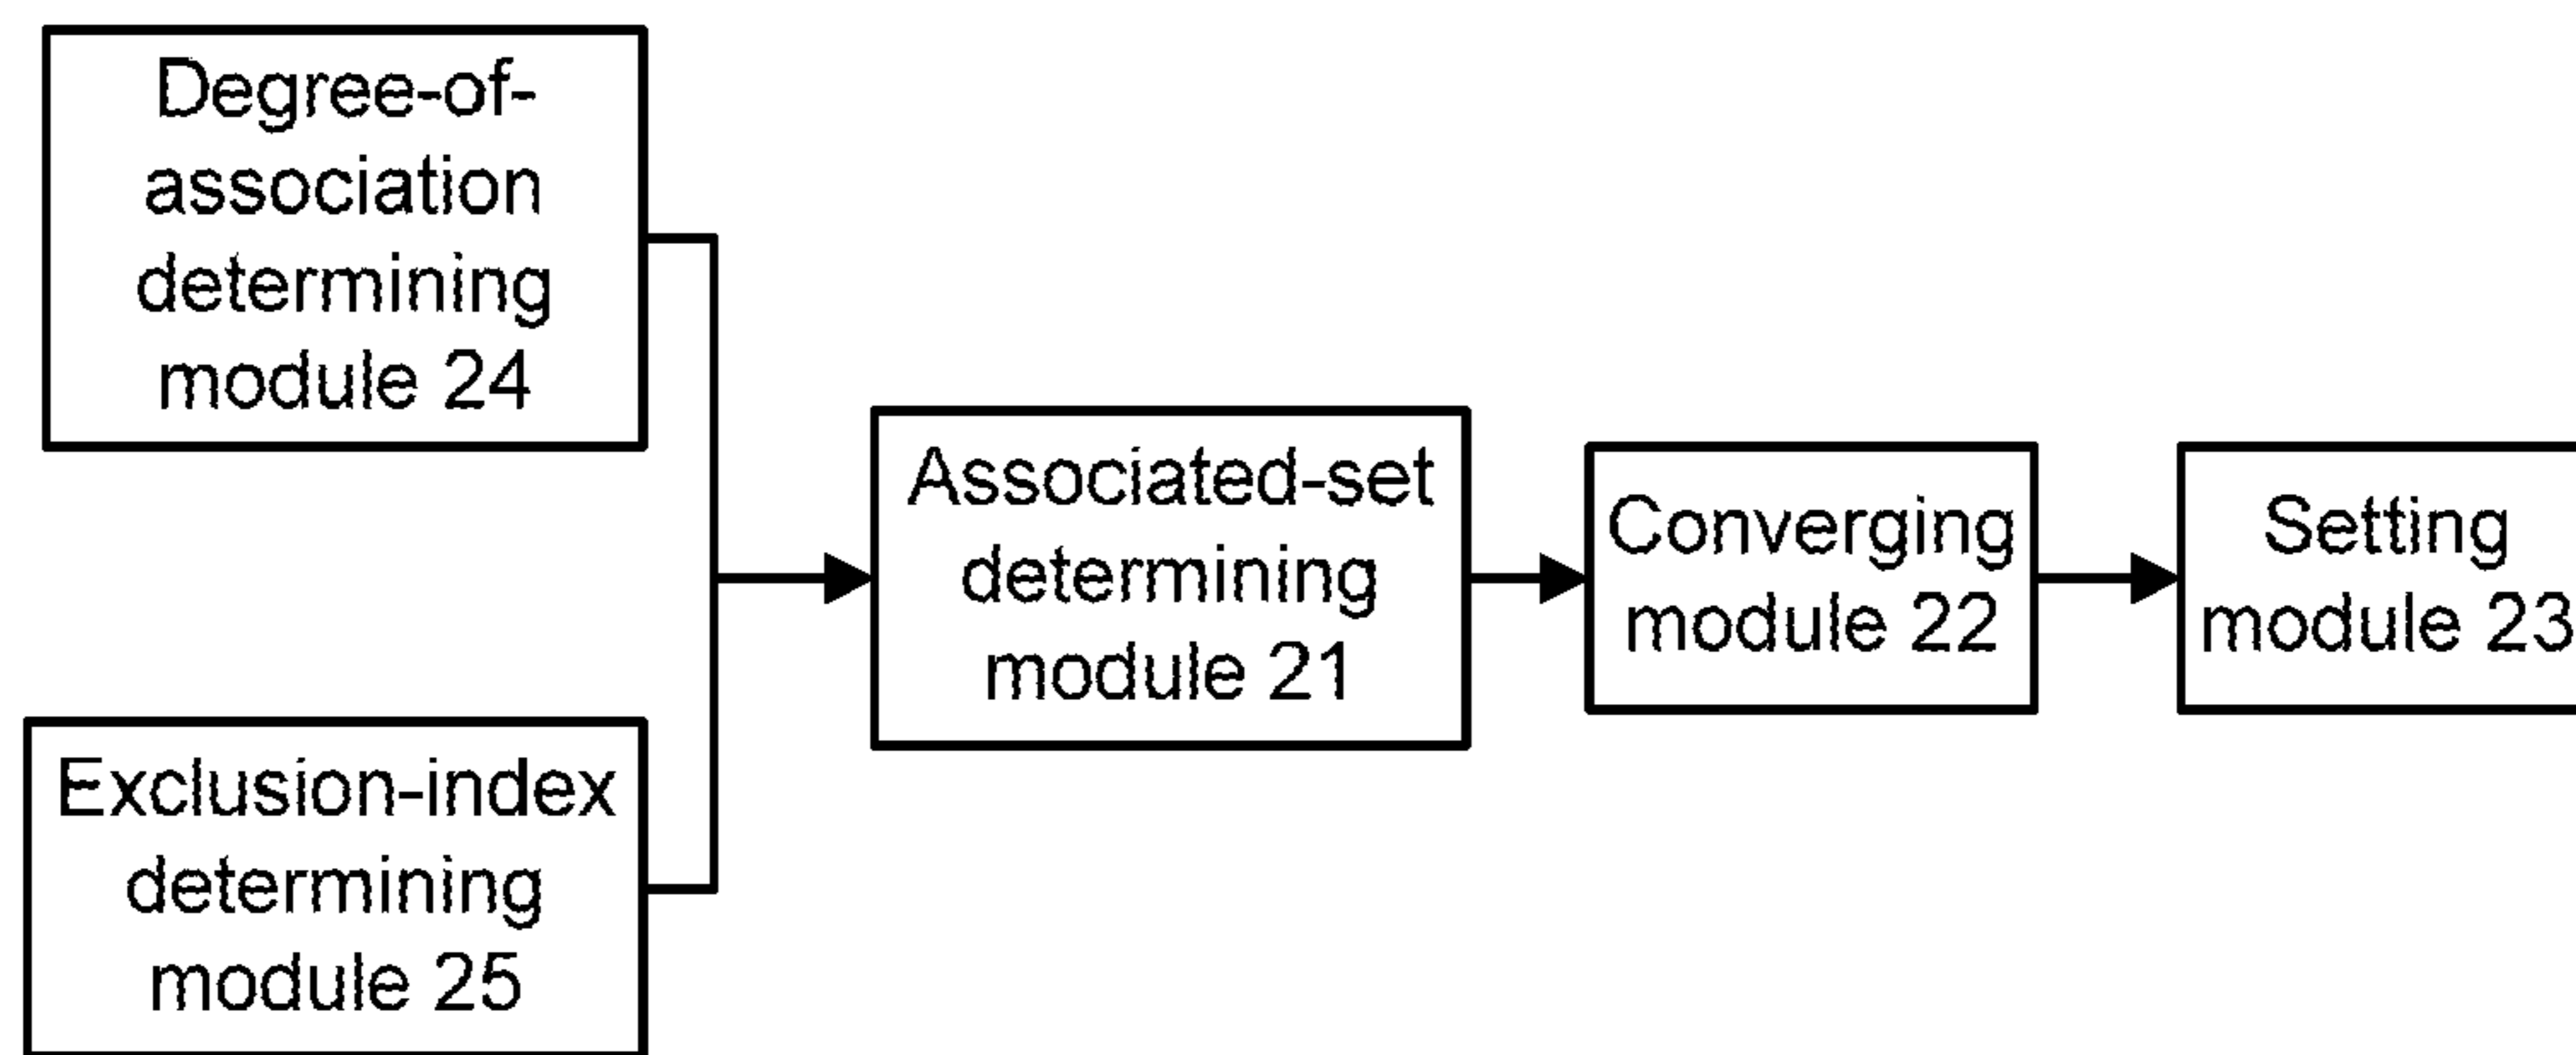 Degree-of-
association
determining
module 24
Exclusion-index
determining
module 25
Associated-set
determining
module 21
Converging
module 22
Setting
module 23